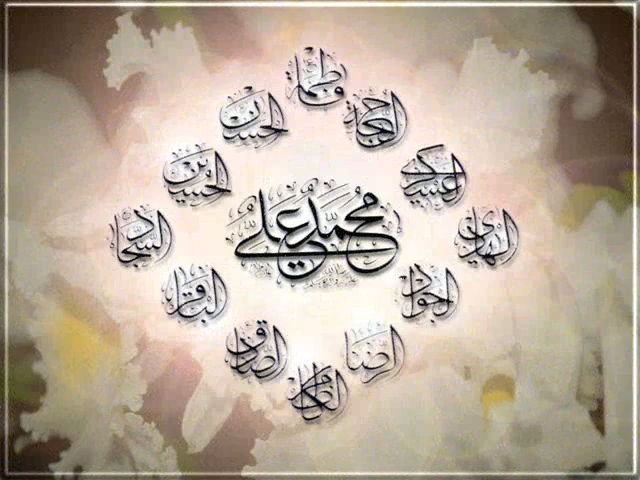 فاطمة
الحسن
الحسين
السجاد
الباقر
الصادق
الكاظم
الرضا
الجواد
الهادي
العسكري
الحجة
محمد علي